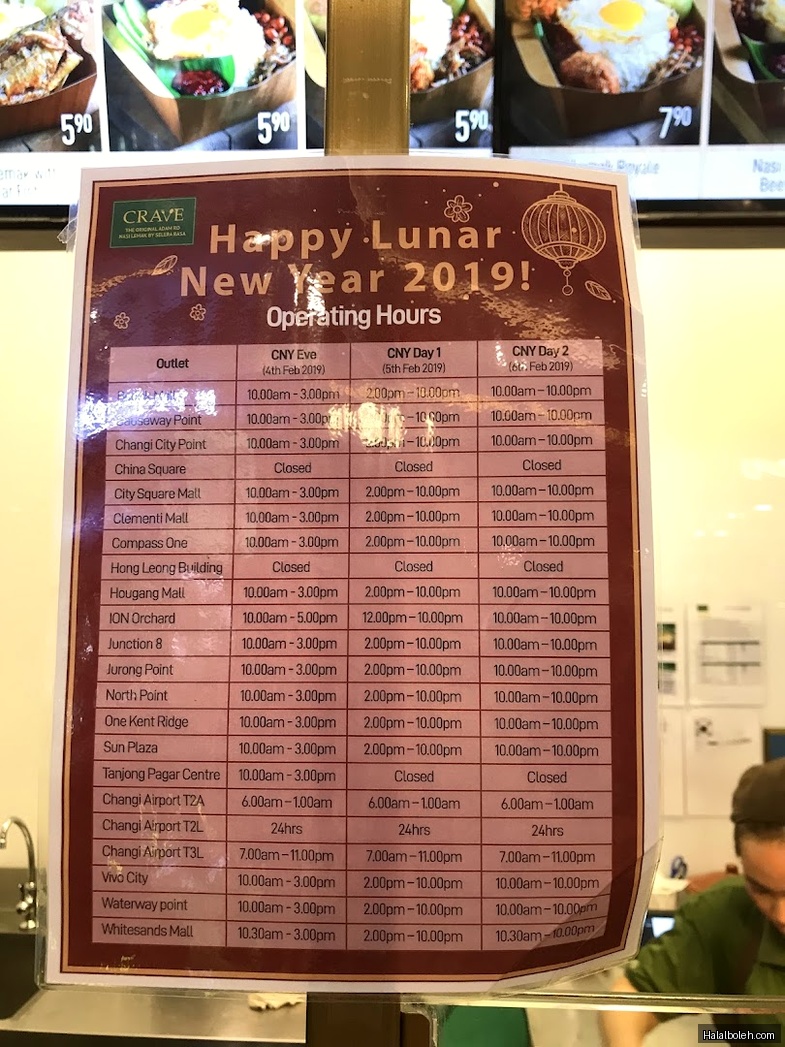 5.90
5.90
5.90
7.90
Nasi
CRAVE
THE ORIGINAL ADAM RD
NASI LEMAK BY SELERA RASA
Happy Lunar
New Year 2019!
Operating Hours
Outlet CNY Eve (4th Feb 2019) CNY Day 1 (5th Feb 2019) CNY Day 2 (6th Feb 2019)
10.00am - 3.00pm 2.00pm – 10.00pm 10.00am – 10.00pm
Causeway Point 10.00am - 3.00pm – 10.00pm 10.00am – 10.00pm
Changi City Point 10.00am - 3.00pm 2.00pm – 10.00pm 10.00am – 10.00pm
China Square Closed Closed Closed
City Square Mall 10.00am - 3.00pm 2.00pm – 10.00pm 10.00am – 10.00pm
Clementi Mall 10.00am - 3.00pm 2.00pm – 10.00pm 10.00am – 10.00pm
Compass One 10.00am - 3.00pm 2.00pm – 10.00pm 10.00am – 10.00pm
Hong Leong Building Closed Closed Closed
Hougang Mall 10.00am - 3.00pm 2.00pm – 10.00pm 10.00am – 10.00pm
ION Orchard 10.00am - 5.00pm 12.00pm – 10.00pm 10.00am – 10.00pm
Junction 8 10.00am - 3.00pm 2.00pm – 10.00pm 10.00am – 10.00pm
Jurong Point 10.00am - 3.00pm 2.00pm – 10.00pm 10.00am – 10.00pm
North Point 10.00am - 3.00pm 2.00pm – 10.00pm 10.00am – 10.00pm
One Kent Ridge 10.00am - 3.00pm 2.00pm – 10.00pm 10.00am – 10.00pm
Sun Plaza 10.00am - 3.00pm 2.00pm – 10.00pm 10.00am – 10.00pm
Tanjong Pagar Centre 10.00am - 3.00pm Closed Closed
Changi Airport T2A 6.00am – 1.00am 6.00am – 1.00am 6.00am – 1.00am
Changi Airport T2L 24hrs 24hrs 24hrs
Changi Airport T3L 7.00am – 11.00pm 7.00am – 11.00pm 7.00am – 11.00pm
Vivo City 10.00am - 3.00pm 2.00pm – 10.00pm 10.00am – 10.00pm
Waterway point 10.00am - 3.00pm 2.00pm – 10.00pm 10.00am – 10.00pm
Whitesands Mall 10.30am - 3.00pm 2.00pm – 10.00pm 10.30am – 10.00pm
Halalboleh.com